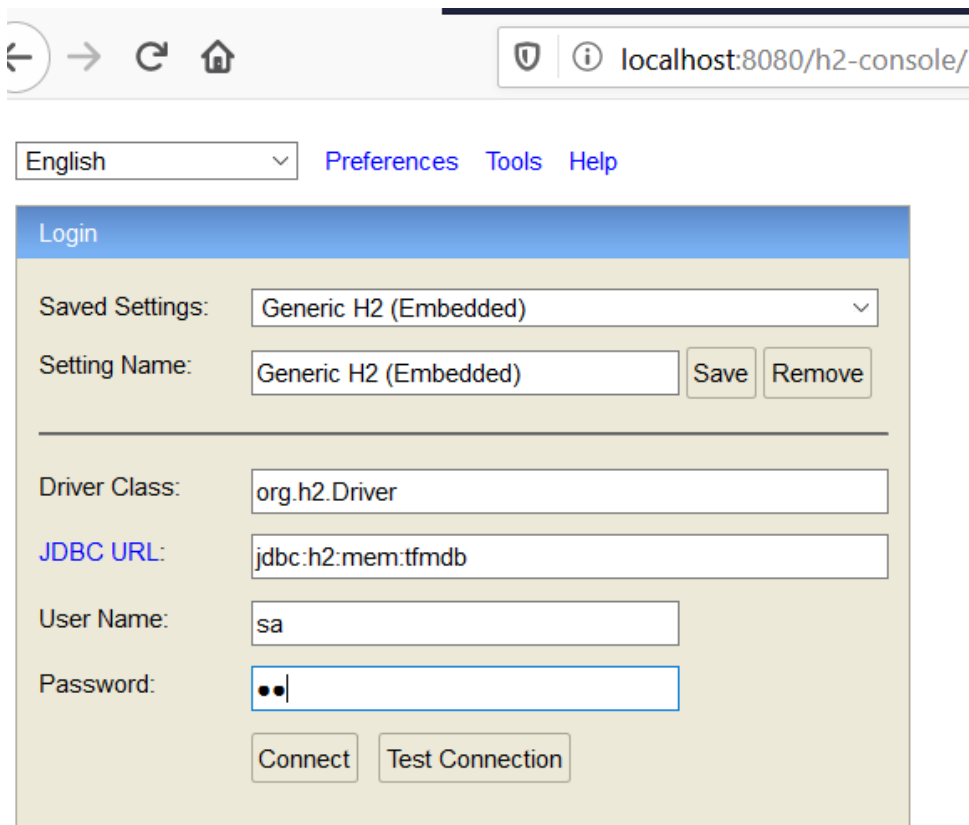 localhost:8080/h2-console/
English Preferences Tools Help
Login
Saved Settings: Generic H2 (Embedded)
Setting Name: Generic H2 (Embedded) Save Remove
Driver Class: org.h2.Driver
JDBC URL: jdbc:h2:mem:tfmdb
User Name: sa
Password: ●●
Connect Test Connection